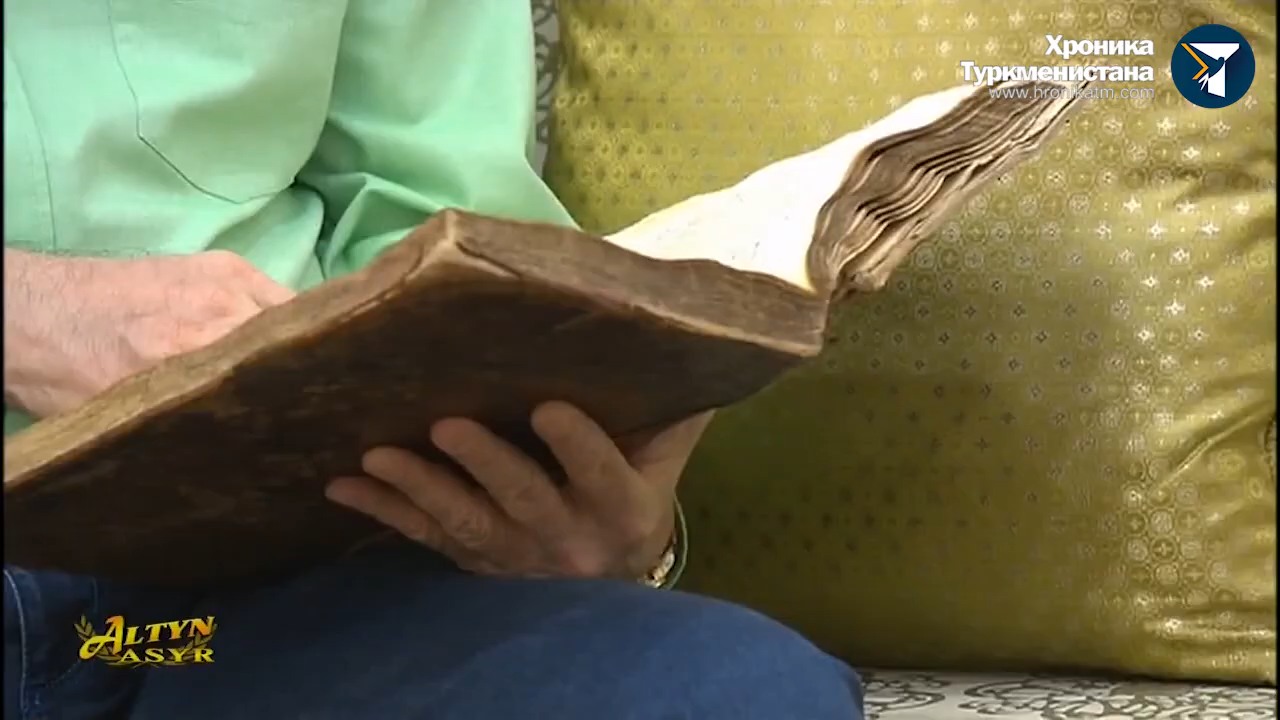 Хроника
Туркменистана
www.hronikatm.com
ALTYN
ASYR